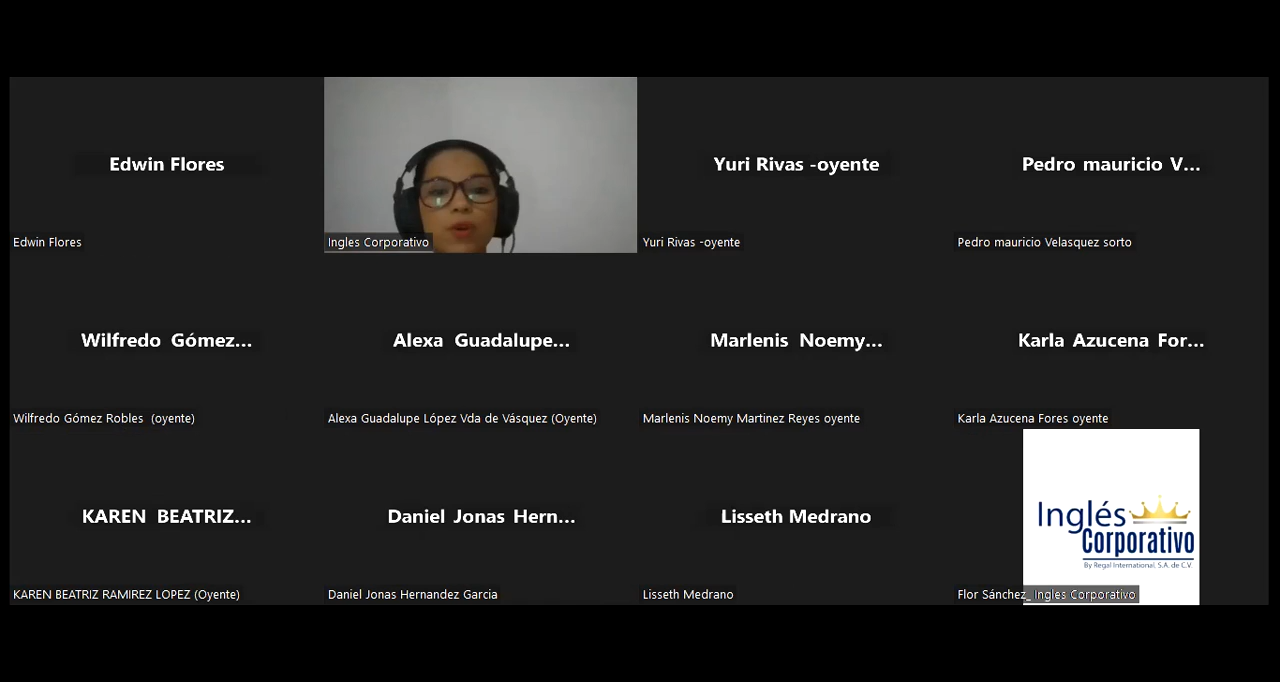 Edwin Flores
Edwin Flores
Ingles Corporativo
Yuri Rivas -oyente
Yuri Rivas -oyente
Pedro mauricio V...
Pedro mauricio Velasquez sorto
Wilfredo Gómez...
Wilfredo Gómez Robles (oyente)
Alexa Guadalupe...
Alexa Guadalupe López Vda de Vásquez (Oyente)
Marlenis Noemy...
Marlenis Noemy Martinez Reyes oyente
Karla Azucena For...
Karla Azucena Fores oyente
KAREN BEATRIZ...
KAREN BEATRIZ RAMIREZ LOPEZ (Oyente)
Daniel Jonas Hern...
Daniel Jonas Hernandez Garcia
Lisseth Medrano
Lisseth Medrano
Inglés
Corporativo
By Regal International, S.A. de C.V.
Flor Sánchez_ Ingles Corporativo